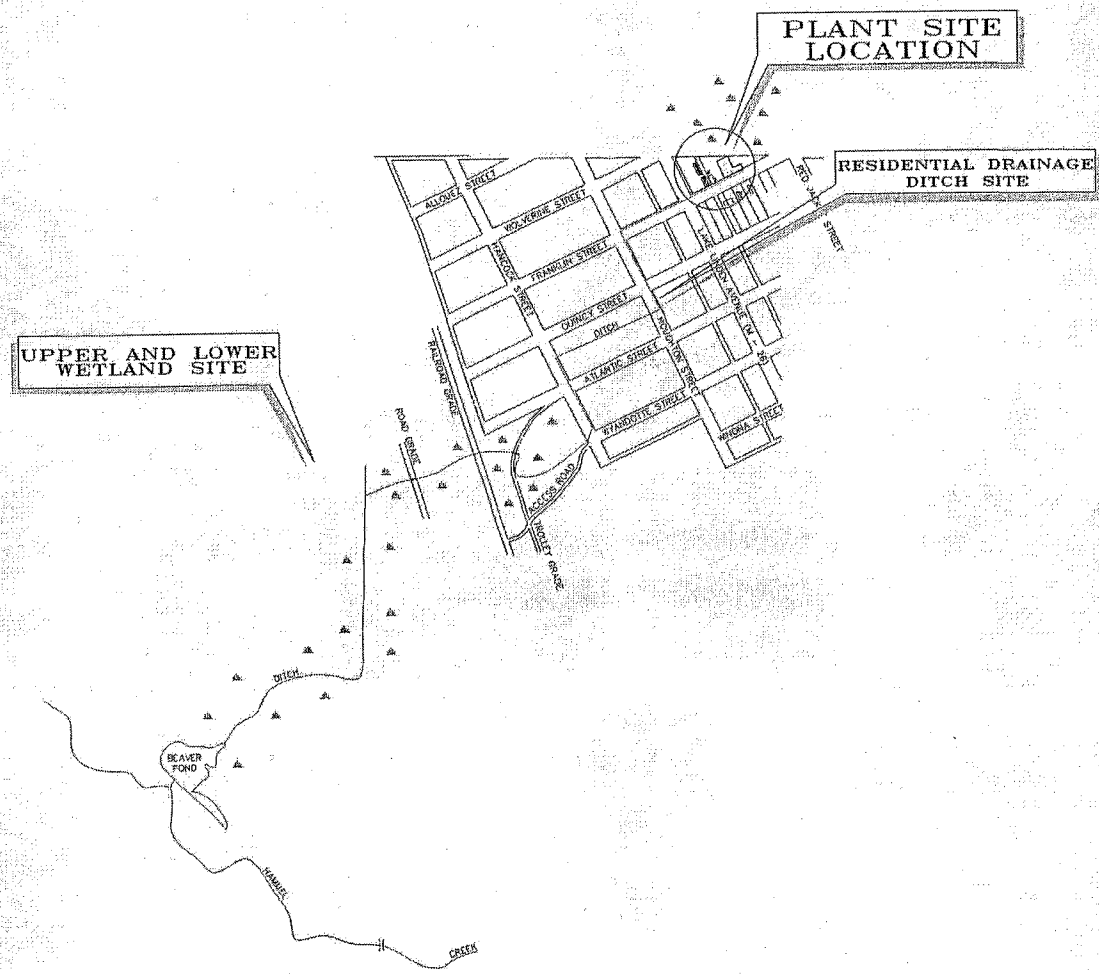 PLANT SITE
LOCATION
RESIDENTIAL DRAINAGE
DITCH SITE
ALLOUEZ STREET
WOLVERINE STREET
HANCOCK STREET
FRANKLIN STREET
RED JACKET STREET
LAKE LINDEN AVENUE (M - 26)
QUINCY STREET
DITCH
HOUGHTON STREET
ATLANTIC STREET
UPPER AND LOWER
WETLAND SITE
RAILROAD GRADE
ROAD GRADE
WYANDOTTE STREET
WINONA STREET
ACCESS ROAD
TROLLEY GRADE
DITCH
BEAVER
POND
HAMMEL
CREEK